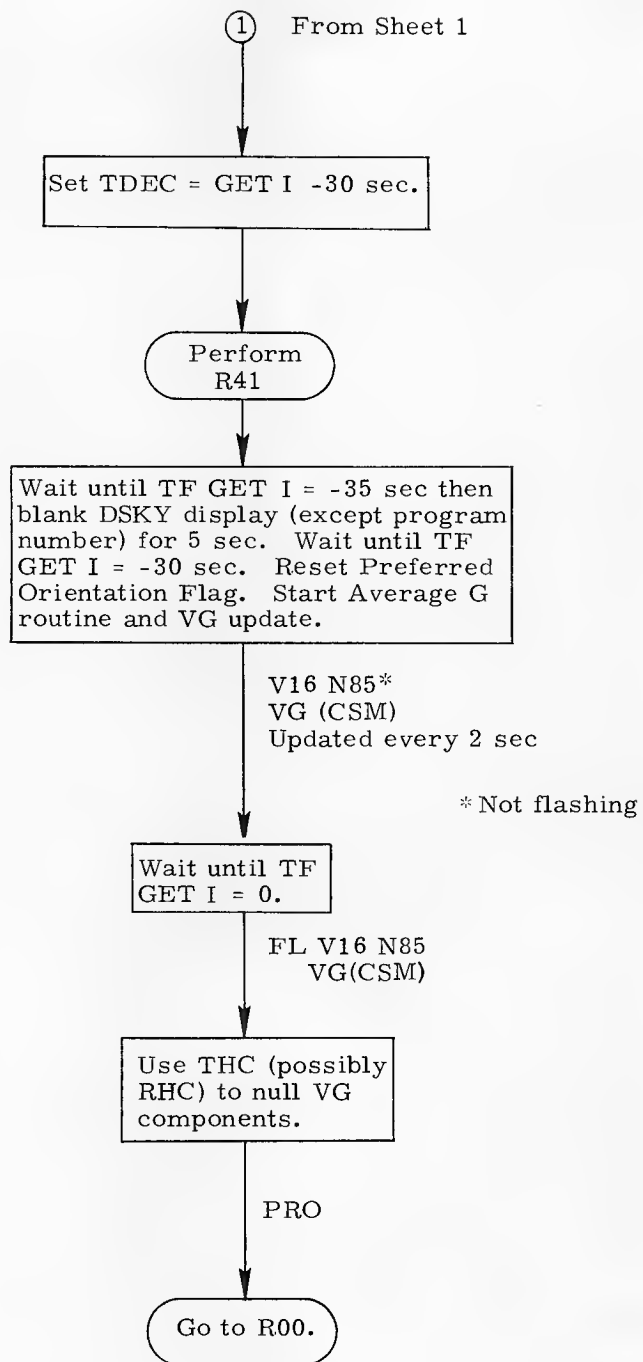 1 From Sheet 1
Set TDEC = GET I -30 sec.
Perform
R41
Wait until TF GET I = -35 sec then
blank DSKY display (except program
number) for 5 sec. Wait until TF
GET I = -30 sec. Reset Preferred
Orientation Flag. Start Average G
routine and VG update.
V16 N85*
VG (CSM)
Updated every 2 sec
* Not flashing
Wait until TF
GET I = 0.
FL V16 N85
VG(CSM)
Use THC (possibly
RHC) to null VG
components.
PRO
Go to R00.